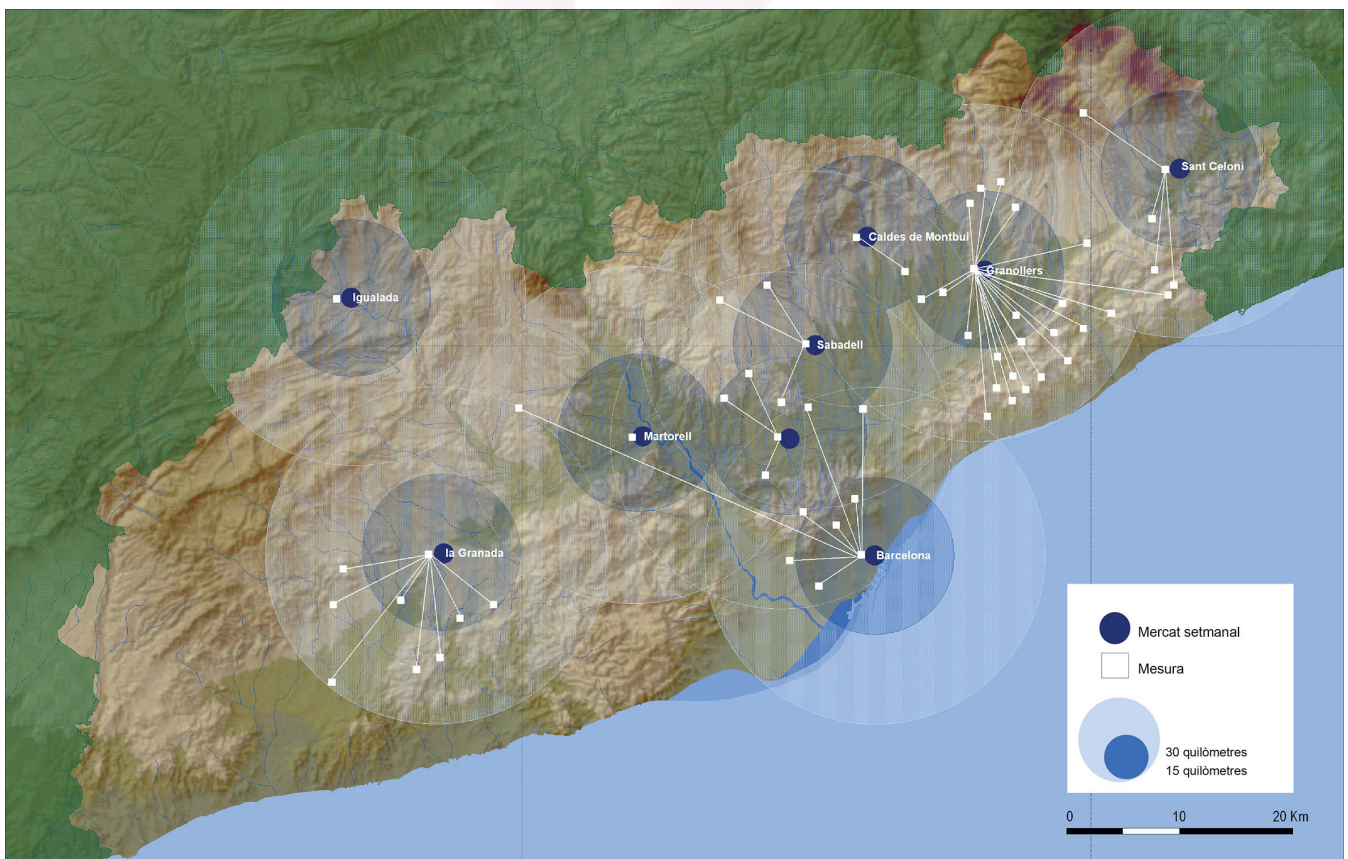 Sant Celoni
Caldes de Montbui
Granollers
Igualada
Sabadell
Martorell
la Granada
Barcelona
Mercat setmanal
Mesura
30 quilòmetres
15 quilòmetres
0 10 20 Km